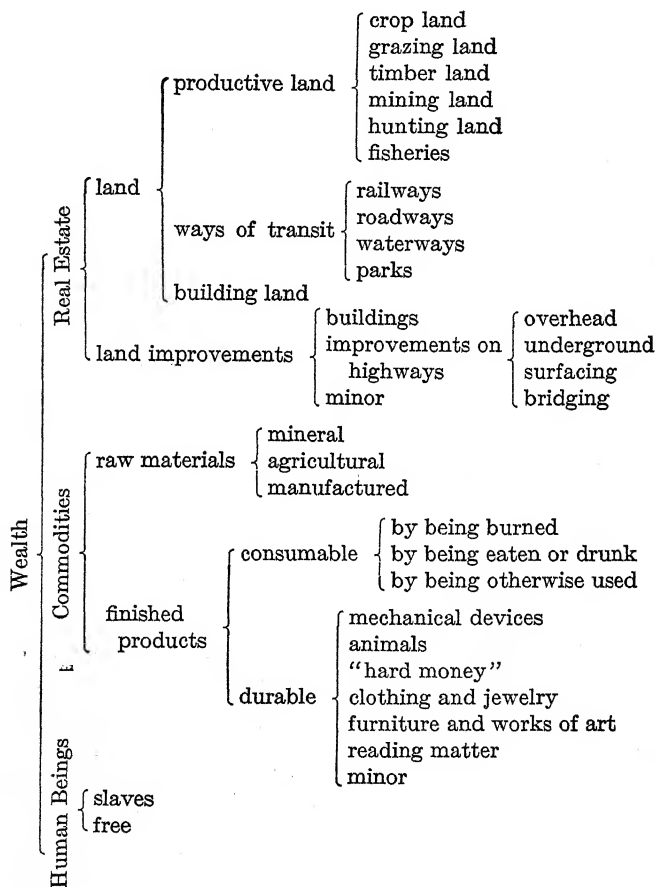 Wealth
Real Estate
land
productive land
crop land
grazing land
timber land
mining land
hunting land
fisheries
ways of transit
railways
roadways
waterways
parks
building land
land improvements
buildings
improvements on
highways
minor
overhead
underground
surfacing
bridging
Commodities
raw materials
mineral
agricultural
manufactured
finished
products
consumable
by being burned
by being eaten or drunk
by being otherwise used
durable
mechanical devices
animals
"hard money"
clothing and jewelry
furniture and works of art
reading matter
minor
Human Beings
slaves
free